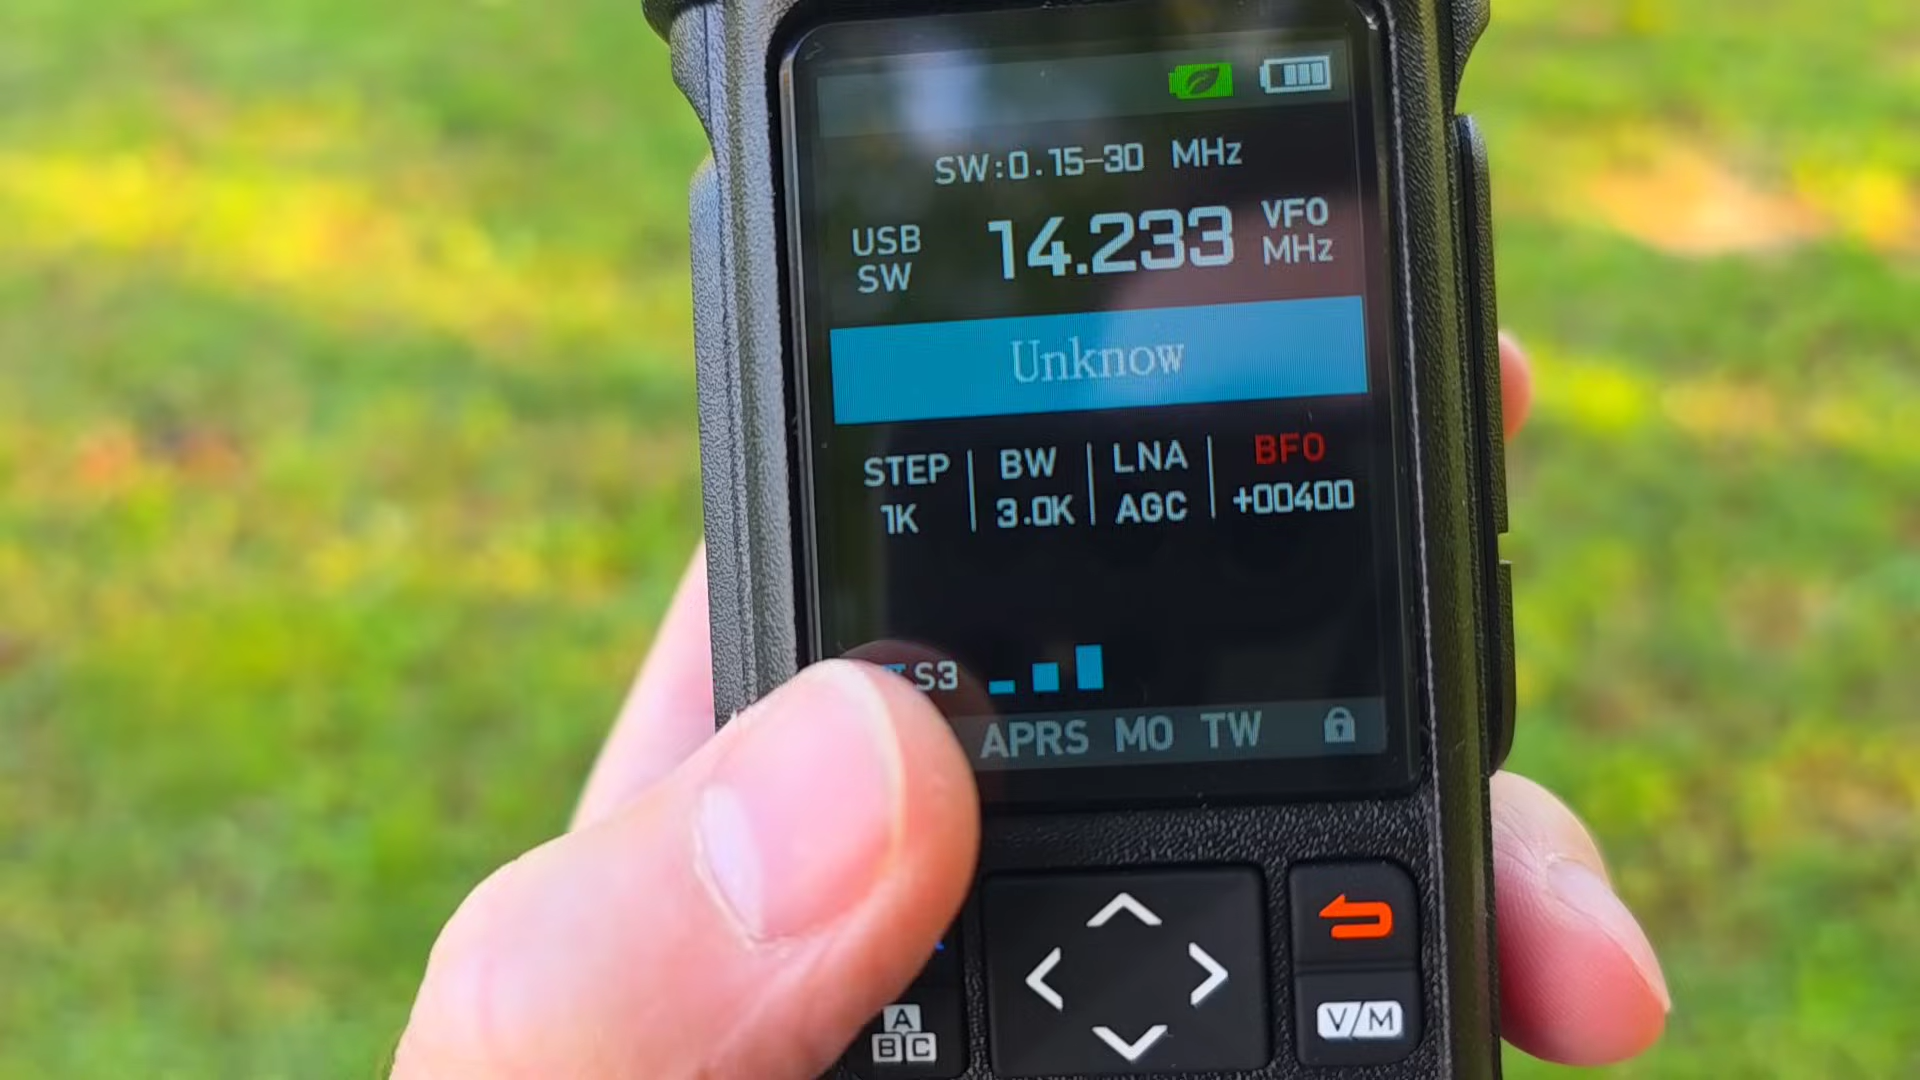 SW:0.15-30 MHz
USB 14.233 VFO
SW MHz
Unknow
STEP BW LNA BFO
1K 3.0K AGC +00400
S3
APRS MO TW
A
B C V/M